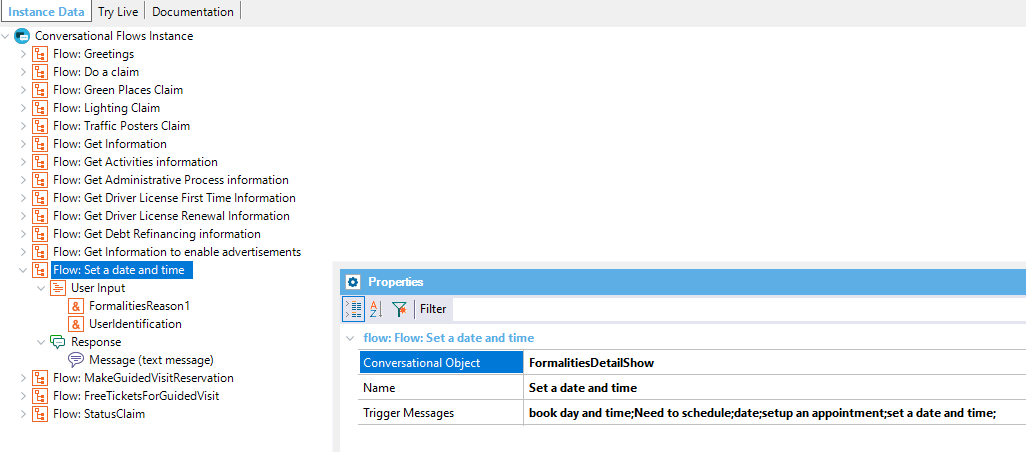 Instance Data Try Live Documentation
Conversational Flows Instance
Flow: Greetings
Flow: Do a claim
Flow: Green Places Claim
Flow: Lighting Claim
Flow: Traffic Posters Claim
Flow: Get Information
Flow: Get Activities information
Flow: Get Administrative Process information
Flow: Get Driver License First Time Information
Flow: Get Driver License Renewal Information
Flow: Get Debt Refinancing information
Flow: Get Information to enable advertisements
Flow: Set a date and time
User Input
FormalitiesReason1
UserIdentification
Response
Message (text message)
Flow: MakeGuidedVisitReservation
Flow: FreeTicketsForGuidedVisit
Flow: StatusClaim
Properties
Filter
flow: Flow: Set a date and time
Conversational Object FormalitiesDetailShow
Name Set a date and time
Trigger Messages book day and time;Need to schedule;date;setup an appointment;set a date and time;